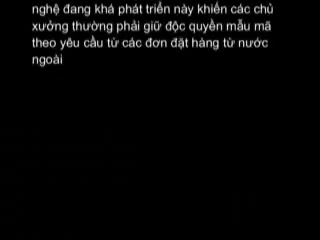 nghệ đang khá phát triển này khiến các chủ
xưởng thường phải giữ độc quyền mẫu mã
theo yêu cầu từ các đơn đặt hàng từ nước
ngoài